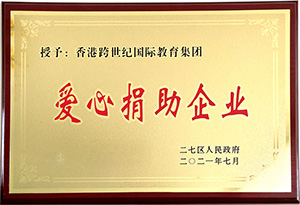 授予：香港跨世纪国际教育集团
爱心捐助企业
二七区人民政府
二〇二一年七月